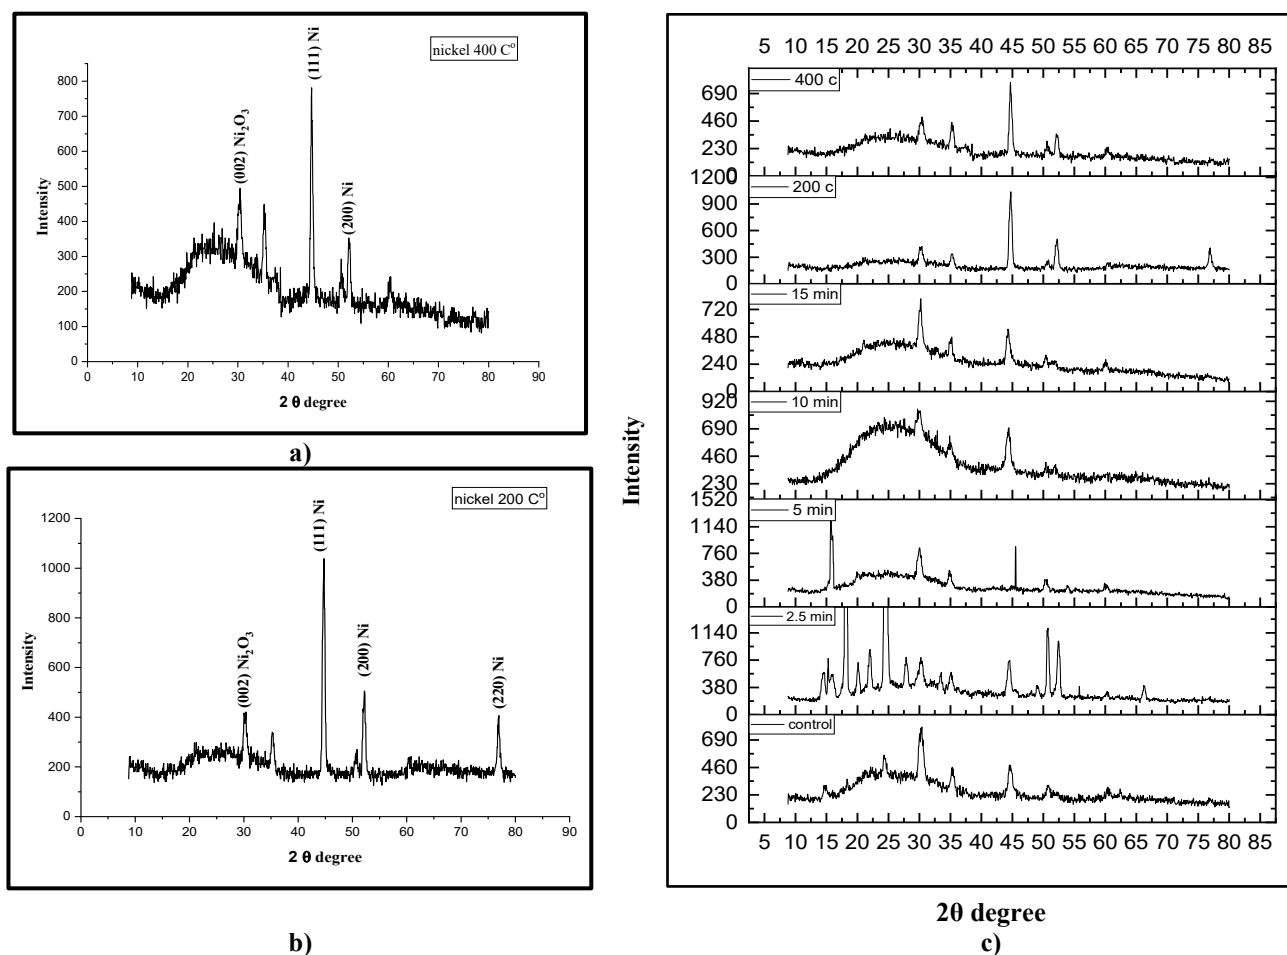 nickel 400 C°
(111) Ni
(002) Ni₂O₃
(200) Ni
800
700
600
500
400
300
200
100
0
Intensity
0 10 20 30 40 50 60 70 80 90
2 θ degree
a)
nickel 200 C°
(111) Ni
(002) Ni₂O₃
(200) Ni
(220) Ni
1200
1000
800
600
400
200
0
Intensity
0 10 20 30 40 50 60 70 80 90
2 θ degree
b)
5 10 15 20 25 30 35 40 45 50 55 60 65 70 75 80 85
400 c
690
460
230
0
200 c
1200
900
600
300
0
15 min
720
480
240
0
10 min
920
690
460
230
5 min
1520
1140
760
380
0
2.5 min
1140
760
380
0
control
690
460
230
0
Intensity
5 10 15 20 25 30 35 40 45 50 55 60 65 70 75 80 85
2θ degree
c)